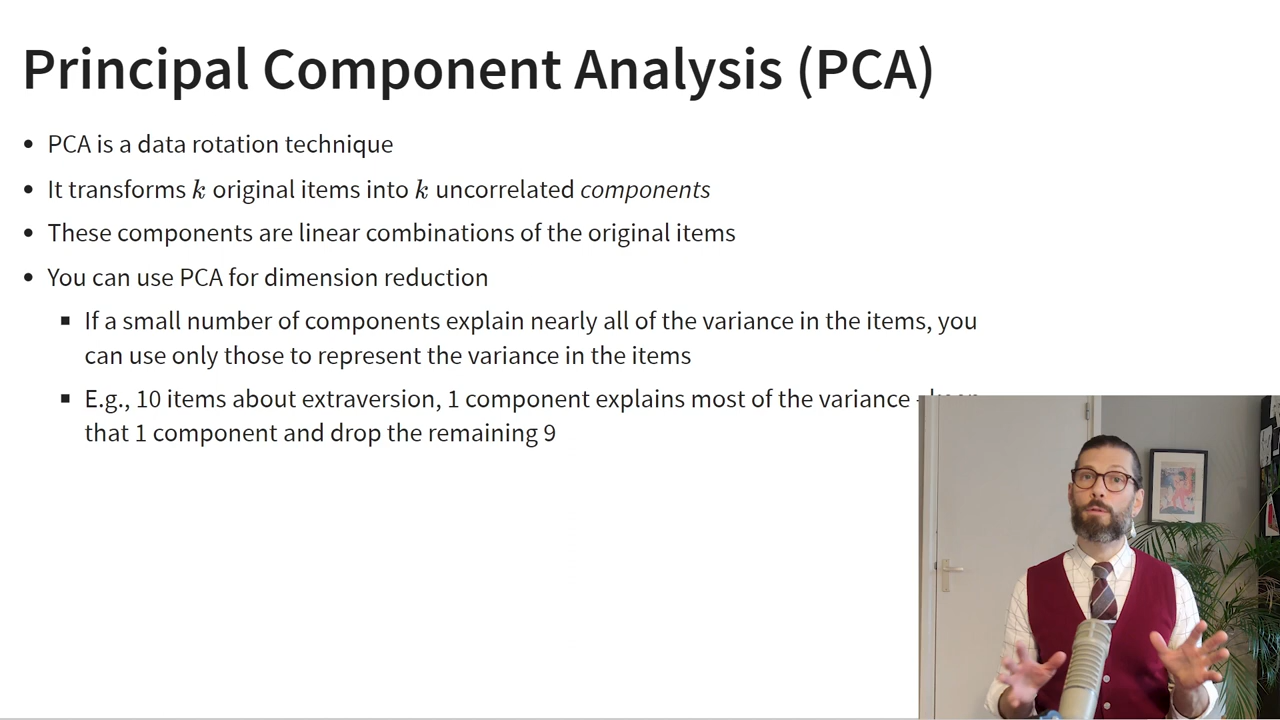 Principal Component Analysis (PCA)
• PCA is a data rotation technique
• It transforms k original items into k uncorrelated components
• These components are linear combinations of the original items
• You can use PCA for dimension reduction
▪ If a small number of components explain nearly all of the variance in the items, you
can use only those to represent the variance in the items
▪ E.g., 10 items about extraversion, 1 component explains most of the variance -
that 1 component and drop the remaining 9